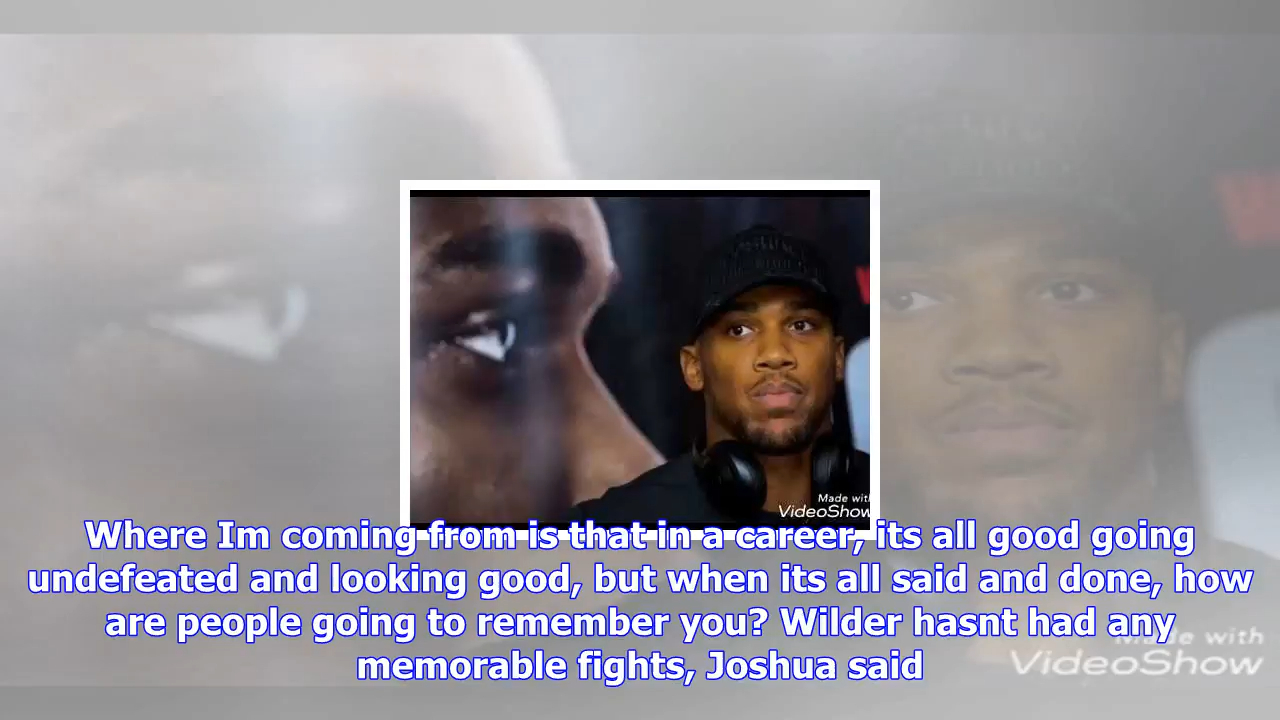 Made with
VideoShow
Where Im coming from is that in a career, its all good going
undefeated and looking good, but when its all said and done, how
are people going to remember you? Wilder hasnt had any
memorable fights, Joshua said
Made with
VideoShow